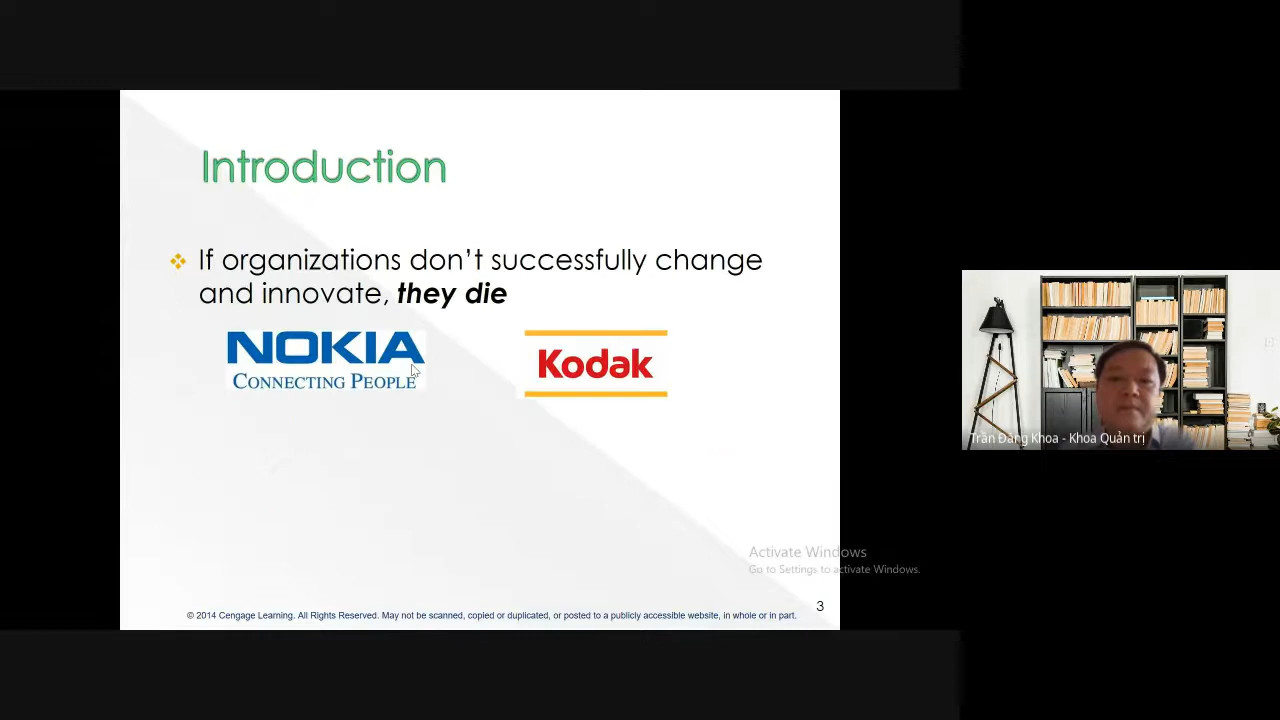 Introduction
If organizations don’t successfully change
and innovate, they die
NOKIA
CONNECTING PEOPLE
Kodak
Trần Đăng Khoa - Khoa Quản trị
Activate Windows
Go to Settings to activate Windows.
3
© 2014 Cengage Learning. All Rights Reserved. May not be scanned, copied or duplicated, or posted to a publicly accessible website, in whole or in part.